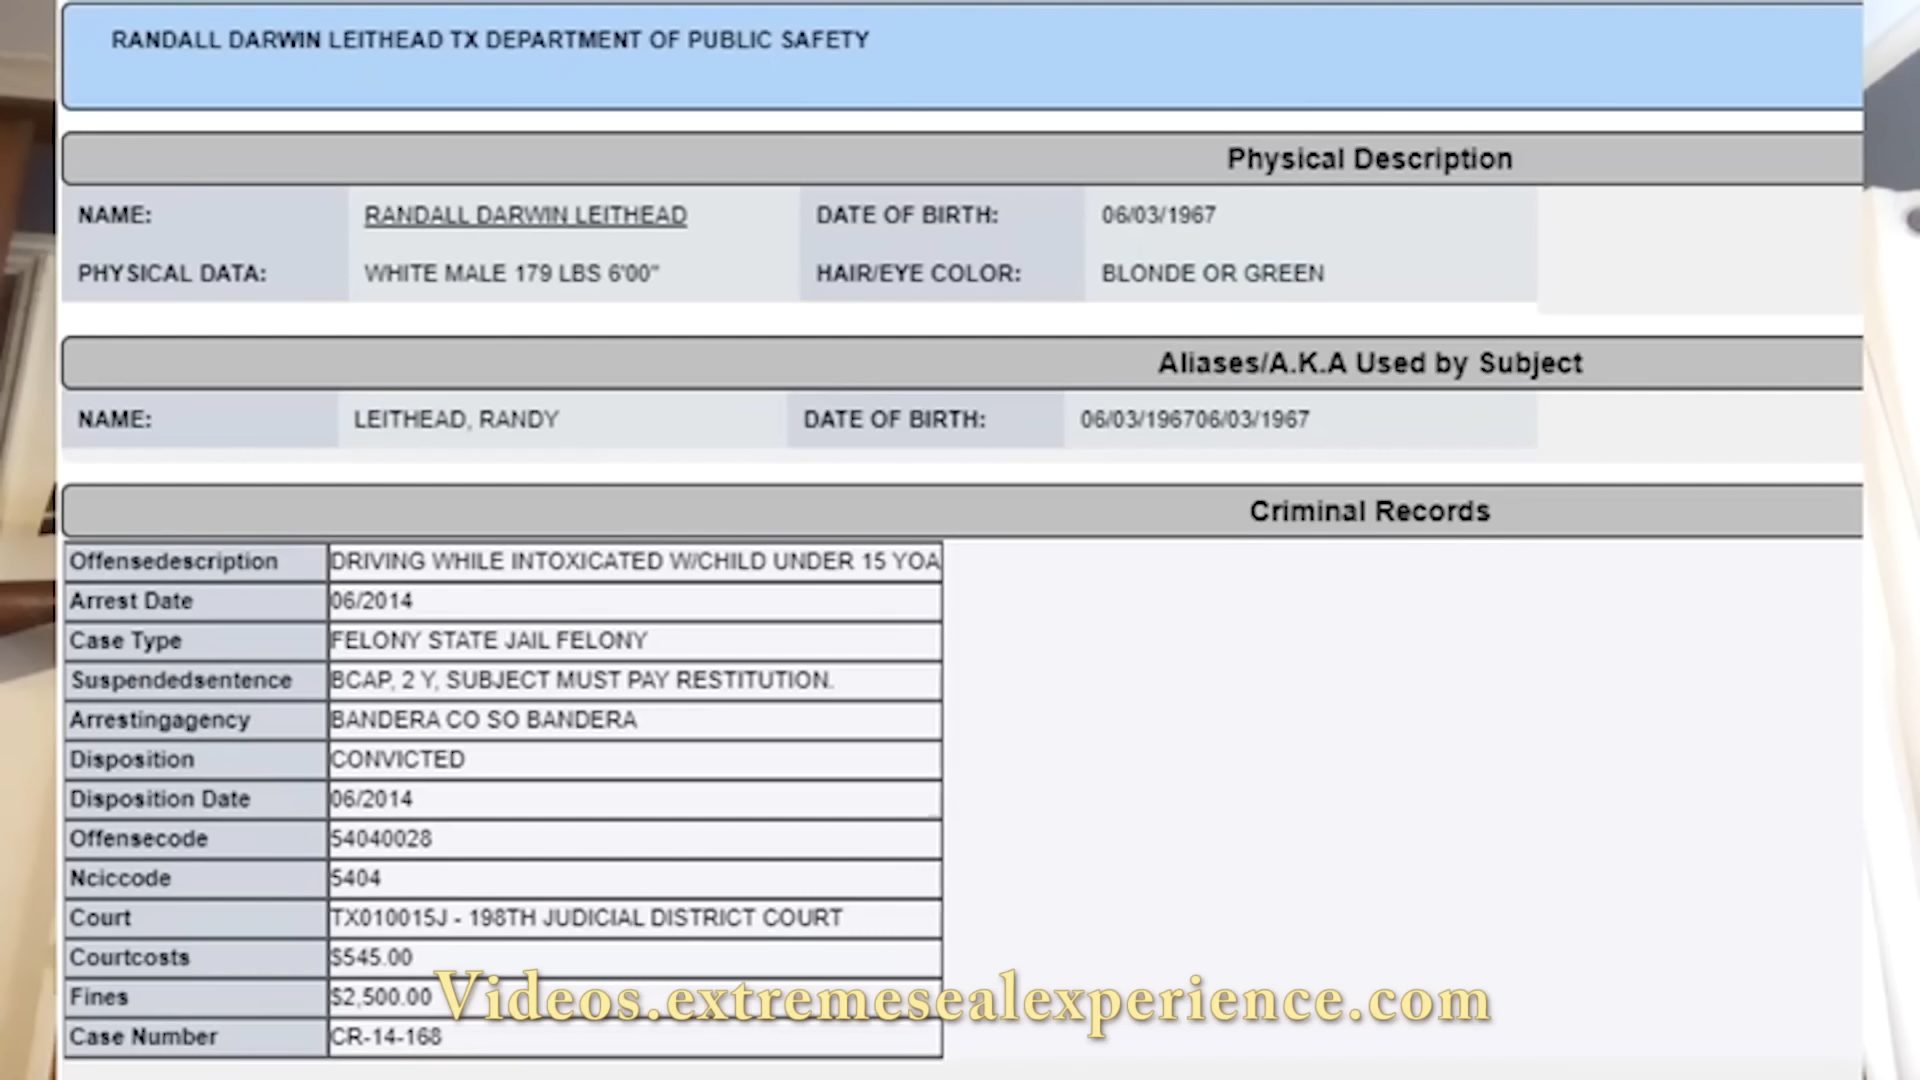 RANDALL DARWIN LEITHEAD TX DEPARTMENT OF PUBLIC SAFETY
Physical Description
NAME: RANDALL DARWIN LEITHEAD DATE OF BIRTH: 06/03/1967
PHYSICAL DATA: WHITE MALE 179 LBS 6'00" HAIR/EYE COLOR: BLONDE OR GREEN
Aliases/A.K.A Used by Subject
NAME: LEITHEAD, RANDY DATE OF BIRTH: 06/03/196706/03/1967
Criminal Records
Offensedescription DRIVING WHILE INTOXICATED W/CHILD UNDER 15 YOA
Arrest Date 06/2014
Case Type FELONY STATE JAIL FELONY
Suspendedsentence BCAP, 2 Y, SUBJECT MUST PAY RESTITUTION.
Arrestingagency BANDERA CO SO BANDERA
Disposition CONVICTED
Disposition Date 06/2014
Offensecode 54040028
Nciccode 5404
Court TX010015J - 198TH JUDICIAL DISTRICT COURT
Courtcosts $545.00
Fines $2,500.00
Videos.extremesealexperience.com
Case Number CR-14-168